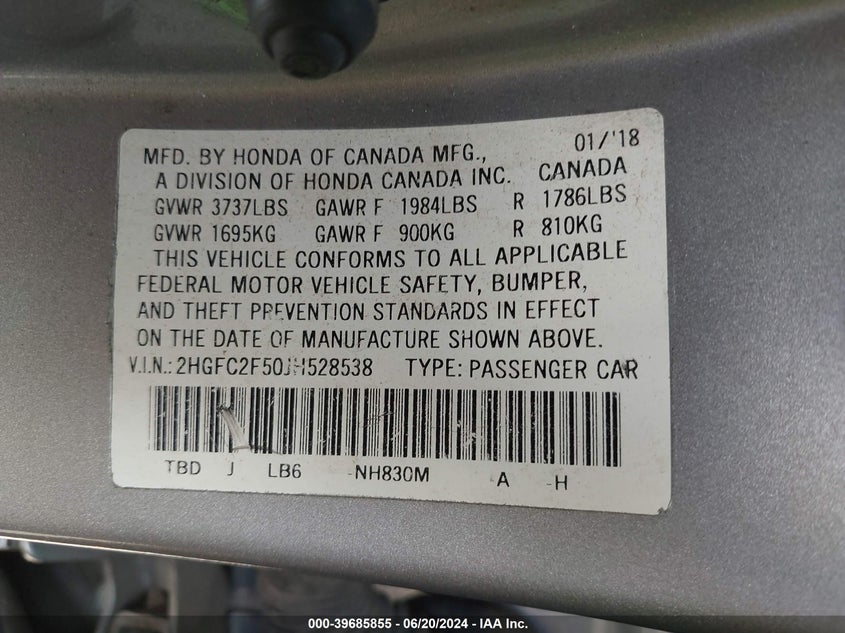 01/'18
MFD. BY HONDA OF CANADA MFG.,
A DIVISION OF HONDA CANADA INC. CANADA
GVWR 3737LBS GAWR F 1984LBS R 1786LBS
GVWR 1695KG GAWR F 900KG R 810KG
THIS VEHICLE CONFORMS TO ALL APPLICABLE
FEDERAL MOTOR VEHICLE SAFETY, BUMPER,
AND THEFT PREVENTION STANDARDS IN EFFECT
ON THE DATE OF MANUFACTURE SHOWN ABOVE.
V.I.N.: 2HGFC2F50JH528538 TYPE: PASSENGER CAR
TBD J LB6 -NH830M -A -H
000-39685855 - 06/20/2024 - IAA Inc.